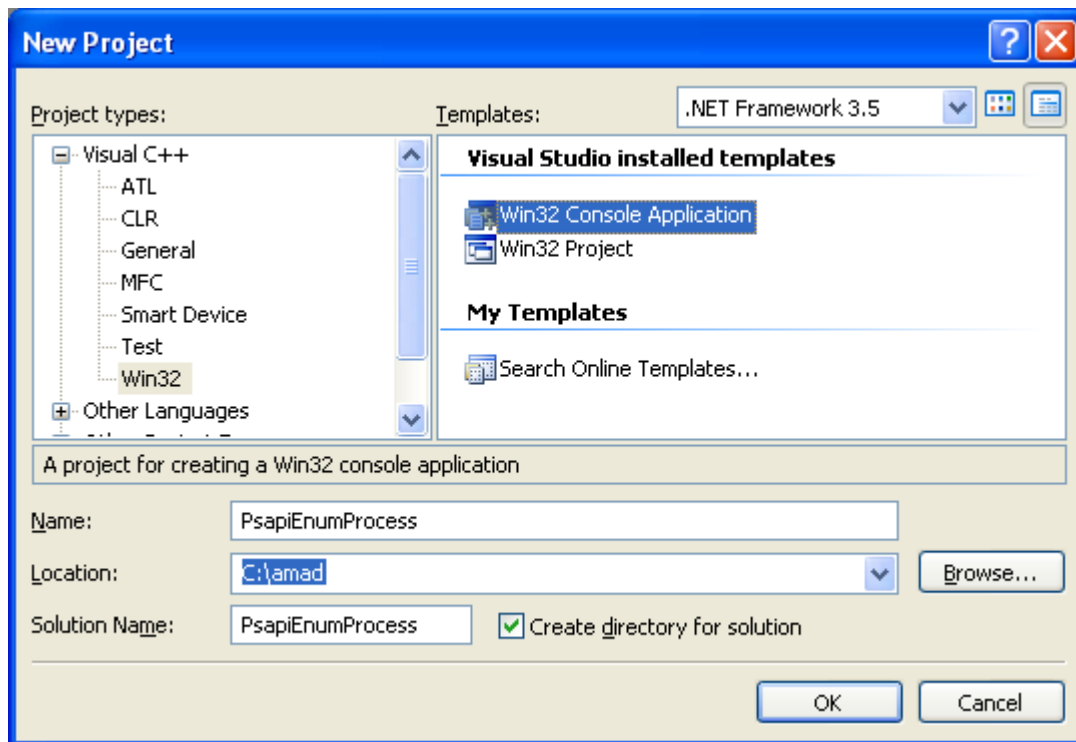 New Project
Project types:
Templates:
.NET Framework 3.5
Visual C++
ATL
CLR
General
MFC
Smart Device
Test
Win32
Other Languages
Visual Studio installed templates
Win32 Console Application
Win32 Project
My Templates
Search Online Templates...
A project for creating a Win32 console application
Name:
PsapiEnumProcess
Location:
C:\amad
Browse...
Solution Name:
PsapiEnumProcess
Create directory for solution
OK
Cancel